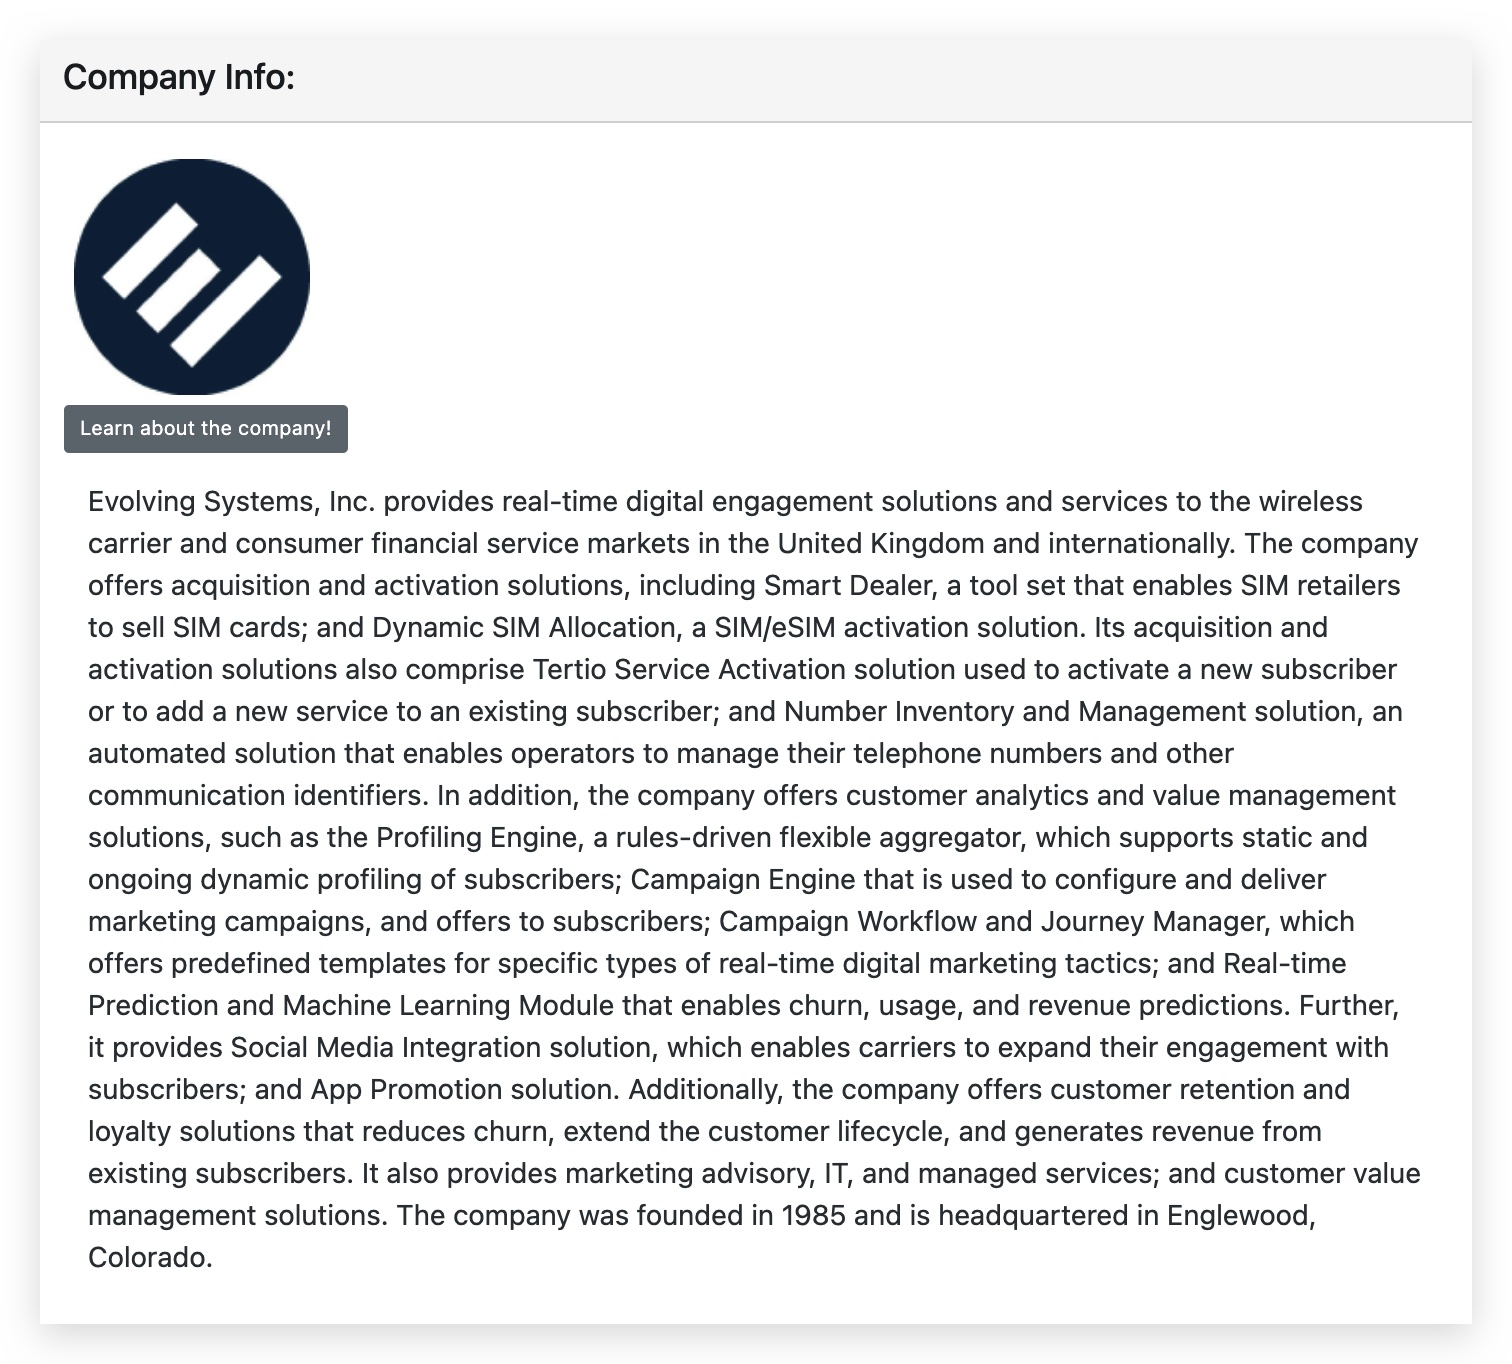 Company Info:
Learn about the company!
Evolving Systems, Inc. provides real-time digital engagement solutions and services to the wireless
carrier and consumer financial service markets in the United Kingdom and internationally. The company
offers acquisition and activation solutions, including Smart Dealer, a tool set that enables SIM retailers
to sell SIM cards; and Dynamic SIM Allocation, a SIM/eSIM activation solution. Its acquisition and
activation solutions also comprise Tertio Service Activation solution used to activate a new subscriber
or to add a new service to an existing subscriber; and Number Inventory and Management solution, an
automated solution that enables operators to manage their telephone numbers and other
communication identifiers. In addition, the company offers customer analytics and value management
solutions, such as the Profiling Engine, a rules-driven flexible aggregator, which supports static and
ongoing dynamic profiling of subscribers; Campaign Engine that is used to configure and deliver
marketing campaigns, and offers to subscribers; Campaign Workflow and Journey Manager, which
offers predefined templates for specific types of real-time digital marketing tactics; and Real-time
Prediction and Machine Learning Module that enables churn, usage, and revenue predictions. Further,
it provides Social Media Integration solution, which enables carriers to expand their engagement with
subscribers; and App Promotion solution. Additionally, the company offers customer retention and
loyalty solutions that reduces churn, extend the customer lifecycle, and generates revenue from
existing subscribers. It also provides marketing advisory, IT, and managed services; and customer value
management solutions. The company was founded in 1985 and is headquartered in Englewood,
Colorado.